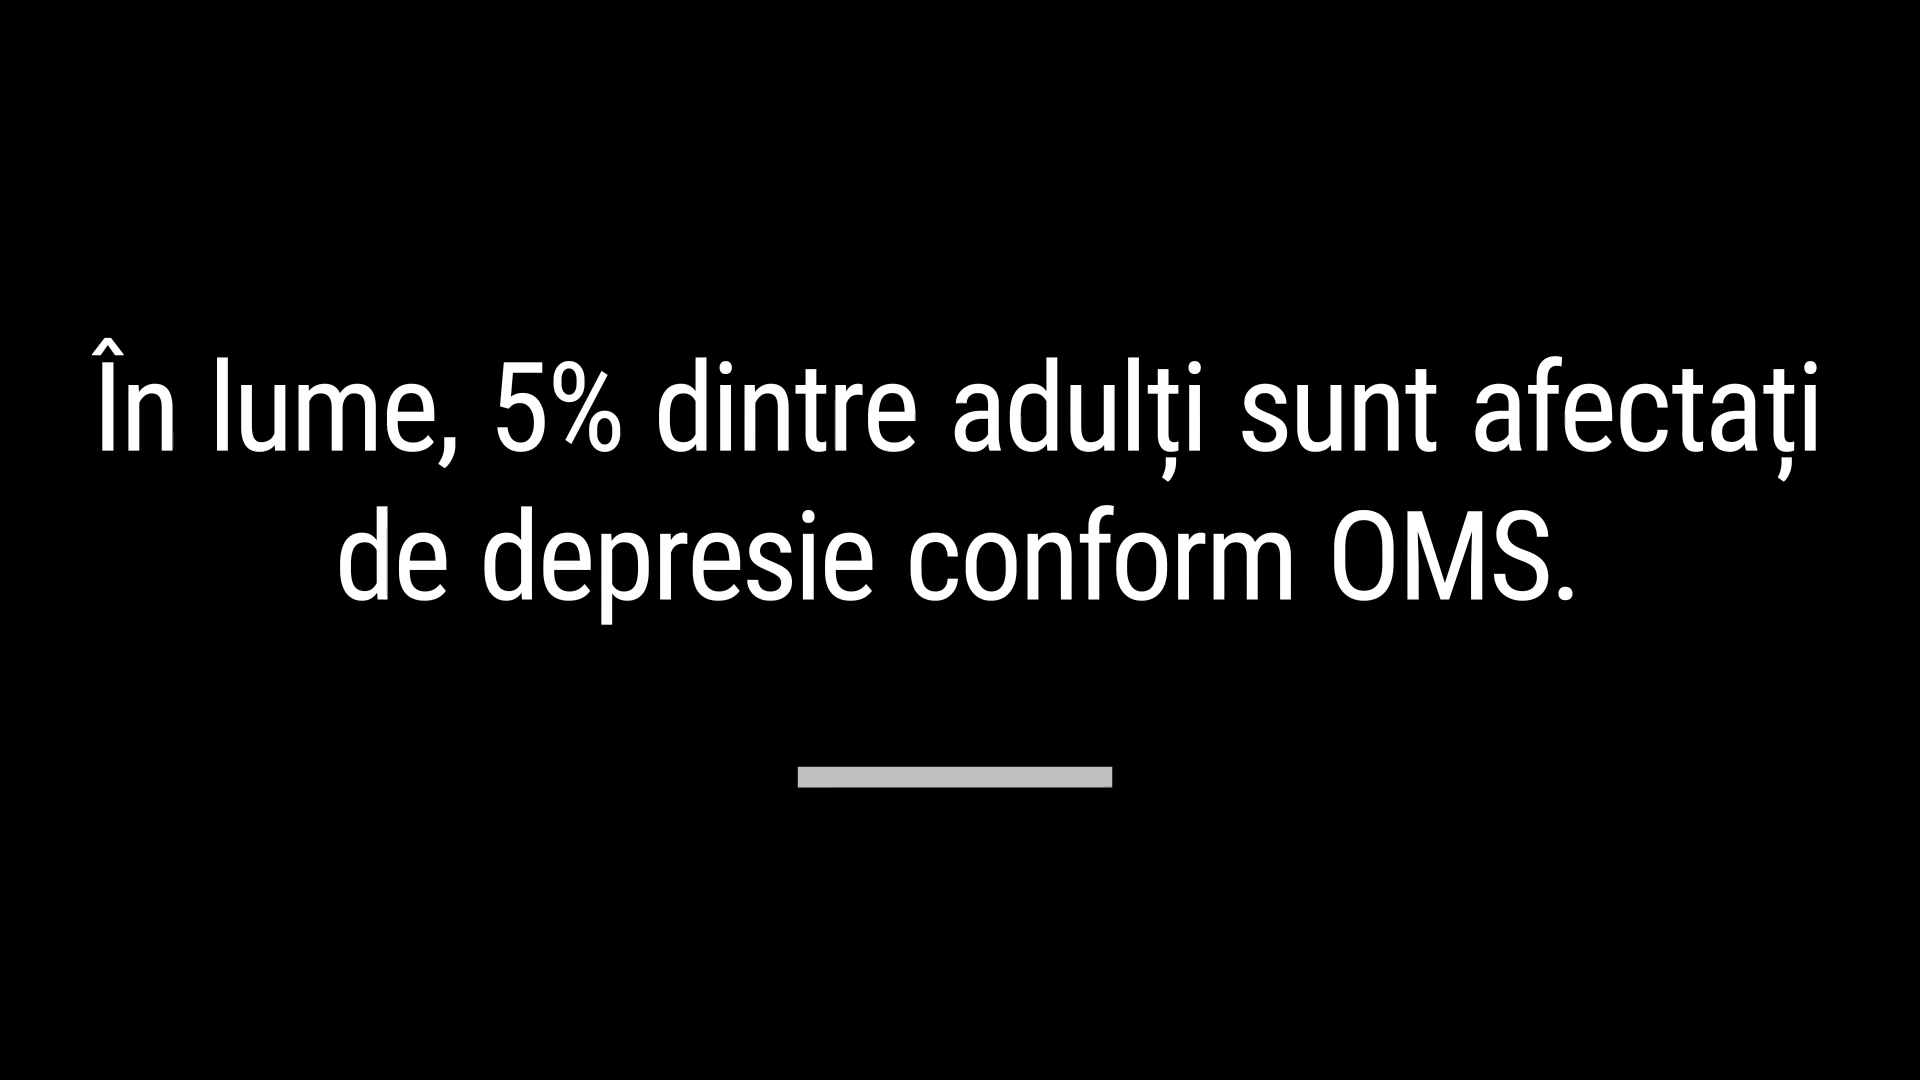 În lume, 5% dintre adulți sunt afectați
de depresie conform OMS.